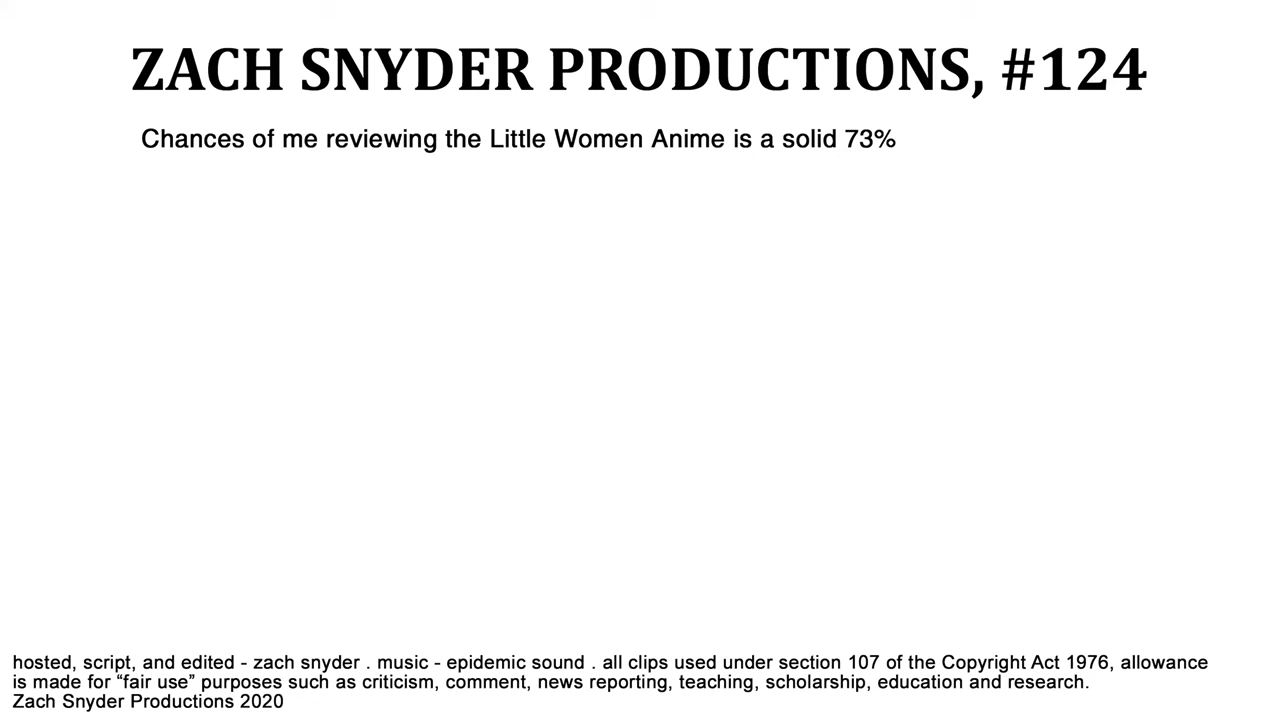 ZACH SNYDER PRODUCTIONS, #124
Chances of me reviewing the Little Women Anime is a solid 73%
hosted, script, and edited - zach snyder . music - epidemic sound . all clips used under section 107 of the Copyright Act 1976, allowance
is made for “fair use” purposes such as criticism, comment, news reporting, teaching, scholarship, education and research.
Zach Snyder Productions 2020